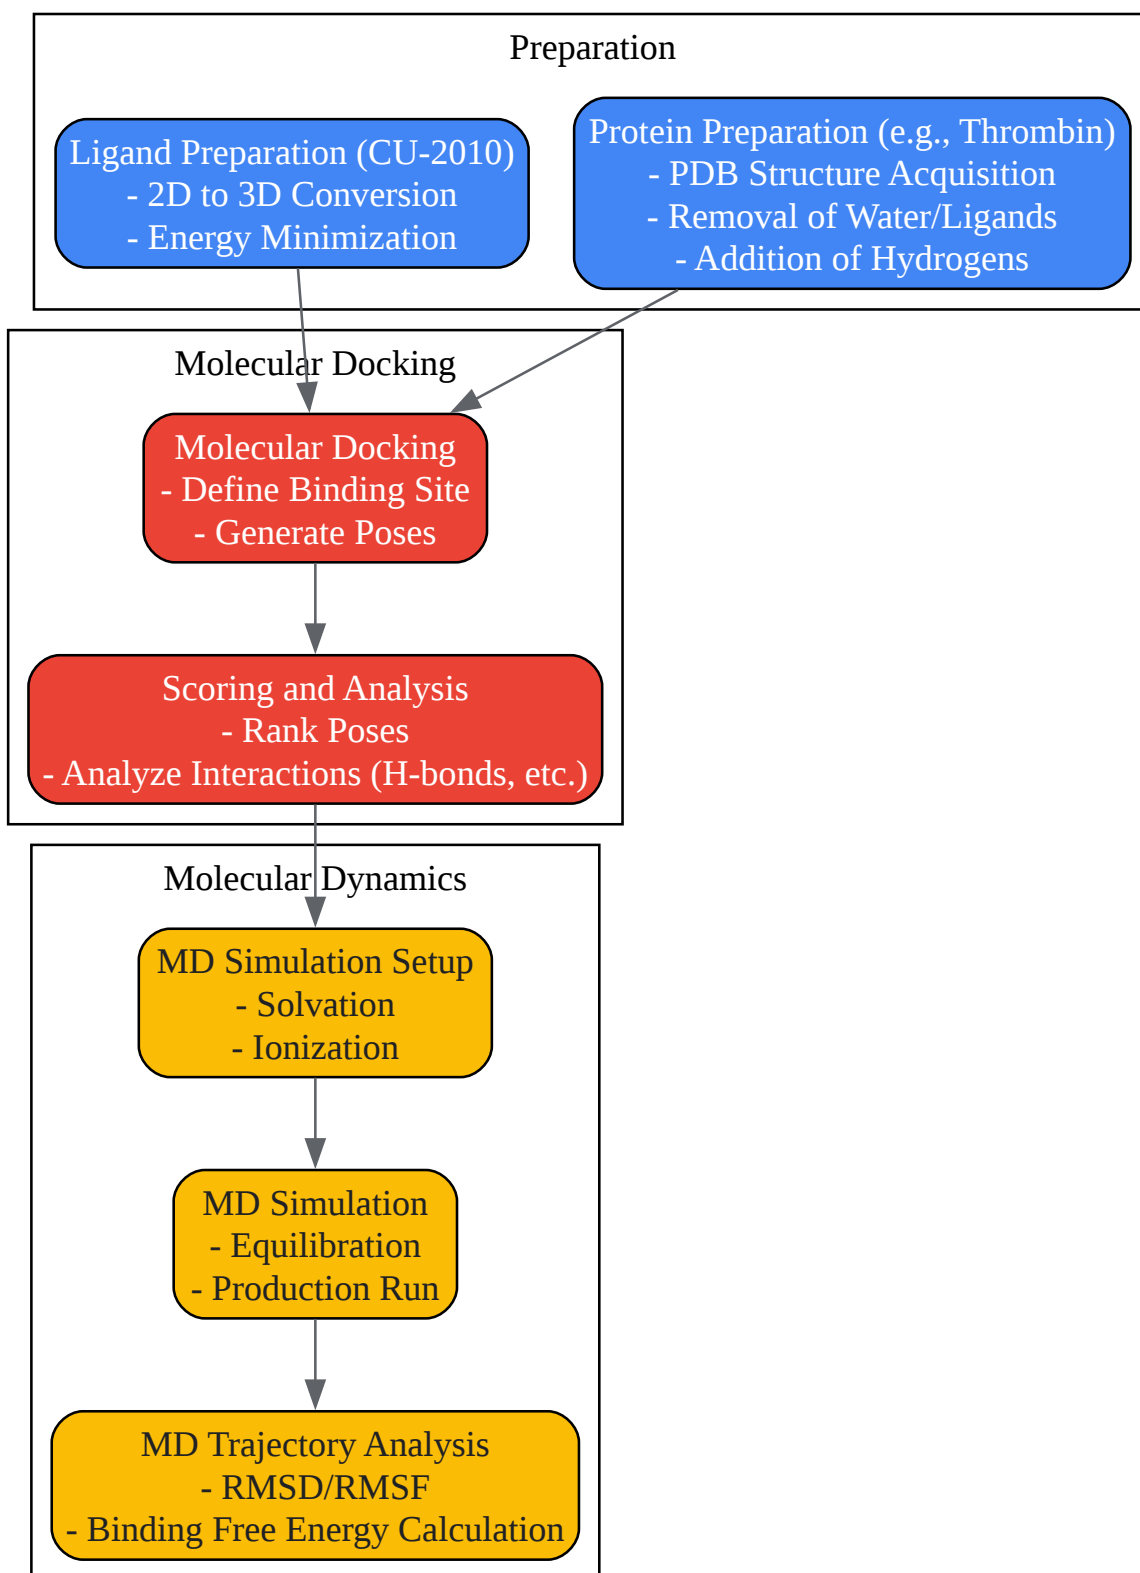 Preparation
Ligand Preparation (CU-2010)
- 2D to 3D Conversion
- Energy Minimization
Protein Preparation (e.g., Thrombin)
- PDB Structure Acquisition
- Removal of Water/Ligands
- Addition of Hydrogens
Molecular Docking
Molecular Docking
- Define Binding Site
- Generate Poses
Scoring and Analysis
- Rank Poses
- Analyze Interactions (H-bonds, etc.)
Molecular Dynamics
MD Simulation Setup
- Solvation
- Ionization
MD Simulation
- Equilibration
- Production Run
MD Trajectory Analysis
- RMSD/RMSF
- Binding Free Energy Calculation